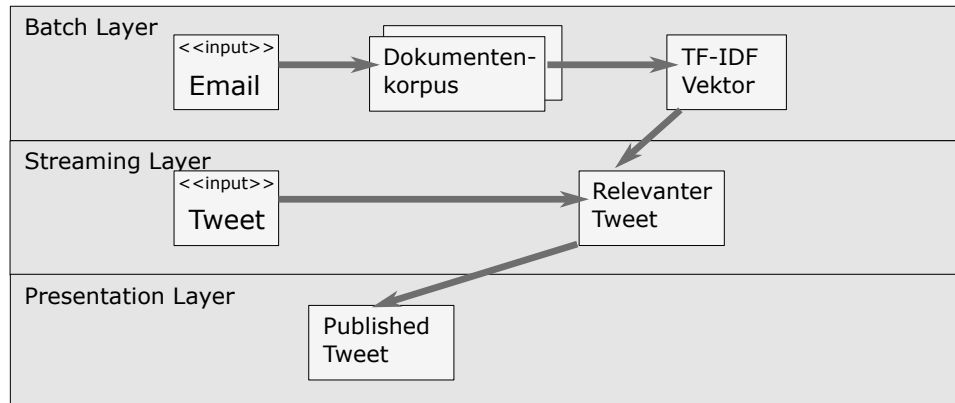 Batch Layer
<<input>>
Email
Dokumenten-
korpus
TF-IDF
Vektor
Streaming Layer
<<input>>
Tweet
Relevanter
Tweet
Presentation Layer
Published
Tweet